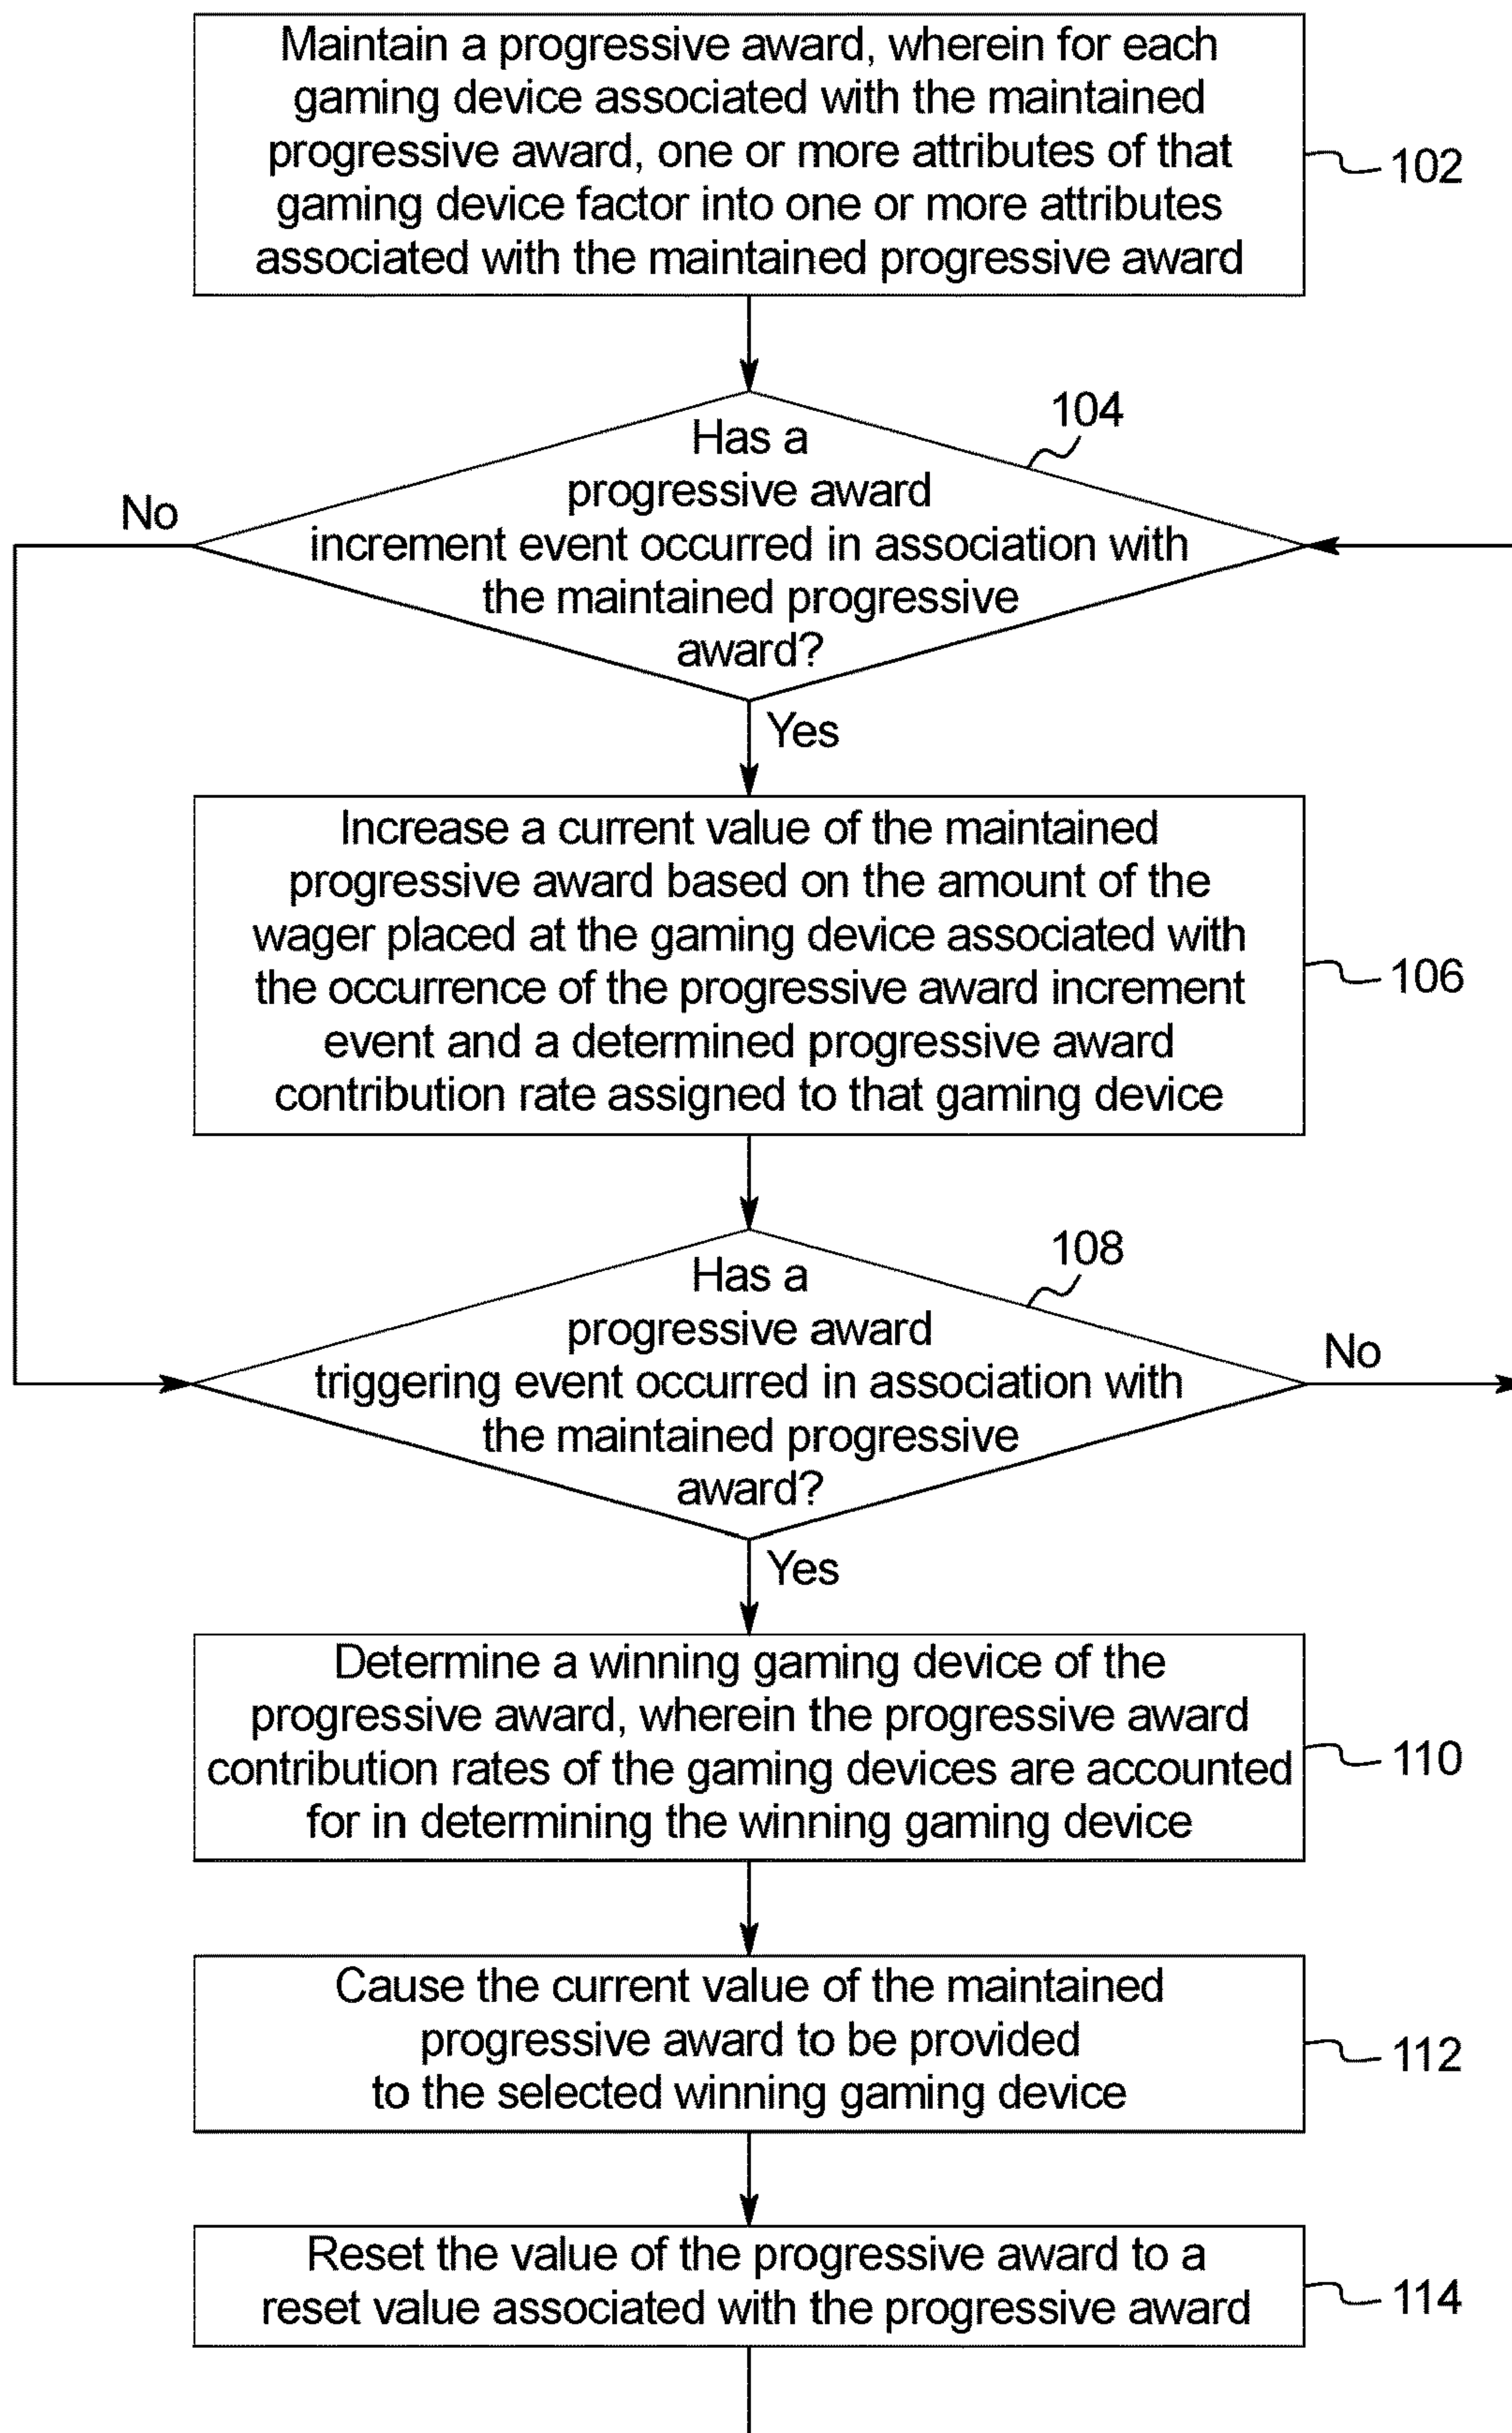 Maintain a progressive award, wherein for each
gaming device associated with the maintained
progressive award, one or more attributes of that
gaming device factor into one or more attributes
associated with the maintained progressive award
102
104
Has a
progressive award
increment event occurred in association with
the maintained progressive
award?
No
Yes
Increase a current value of the maintained
progressive award based on the amount of the
wager placed at the gaming device associated with
the occurrence of the progressive award increment
event and a determined progressive award
contribution rate assigned to that gaming device
106
108
Has a
progressive award
triggering event occurred in association with
the maintained progressive
award?
No
Yes
Determine a winning gaming device of the
progressive award, wherein the progressive award
contribution rates of the gaming devices are accounted
for in determining the winning gaming device
110
Cause the current value of the maintained
progressive award to be provided
to the selected winning gaming device
112
Reset the value of the progressive award to a
reset value associated with the progressive award
114